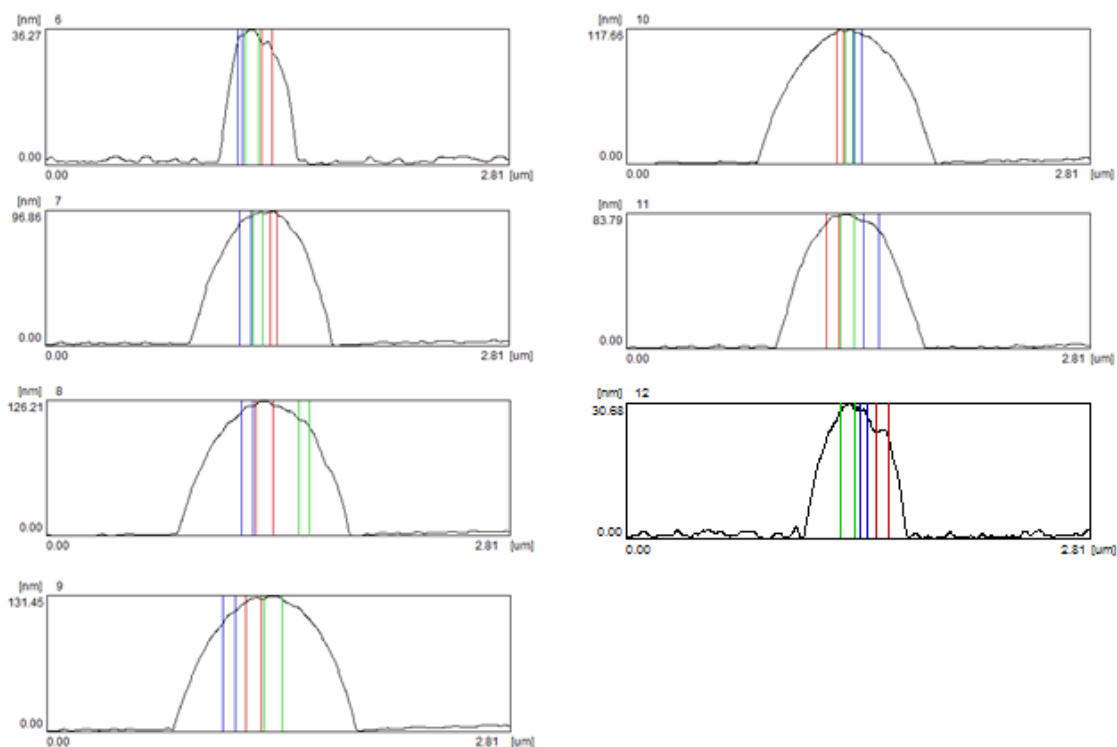 [nm] 6
36.27
0.00
0.00 2.81 [um]
[nm] 7
96.86
0.00
0.00 2.81 [um]
[nm] 8
126.21
0.00
0.00 2.81 [um]
[nm] 9
131.45
0.00
0.00 2.81 [um]
[nm] 10
117.66
0.00
0.00 2.81 [um]
[nm] 11
83.79
0.00
0.00 2.81 [um]
[nm] 12
30.68
0.00
0.00 2.81 [um]